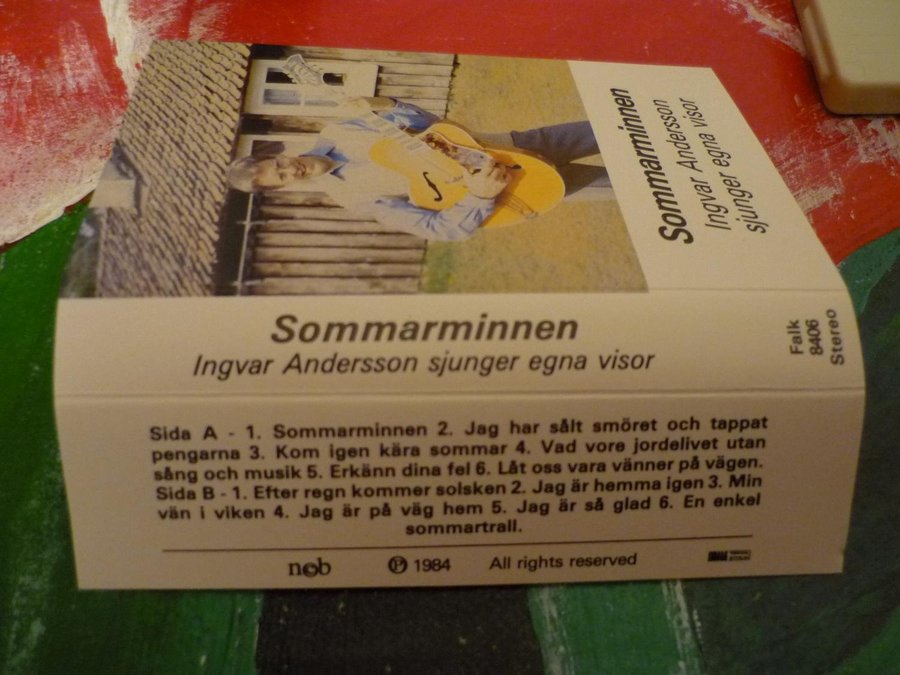 Sommarminnen
Ingvar Andersson
sjunger egna visor
Sommarminnen
Ingvar Andersson sjunger egna visor
Falk
8406
Stereo
Sida A - 1. Sommarminnen 2. Jag har sålt smöret och tappat
pengarna 3. Kom igen kära sommar 4. Vad vore jordelivet utan
sång och musik 5. Erkänn dina fel 6. Låt oss vara vänner på vägen.
Sida B - 1. Efter regn kommer solsken 2. Jag är hemma igen 3. Min
vän i viken 4. Jag är på väg hem 5. Jag är så glad 6. En enkel
sommartrall.
ncb Ⓟ 1984 All rights reserved